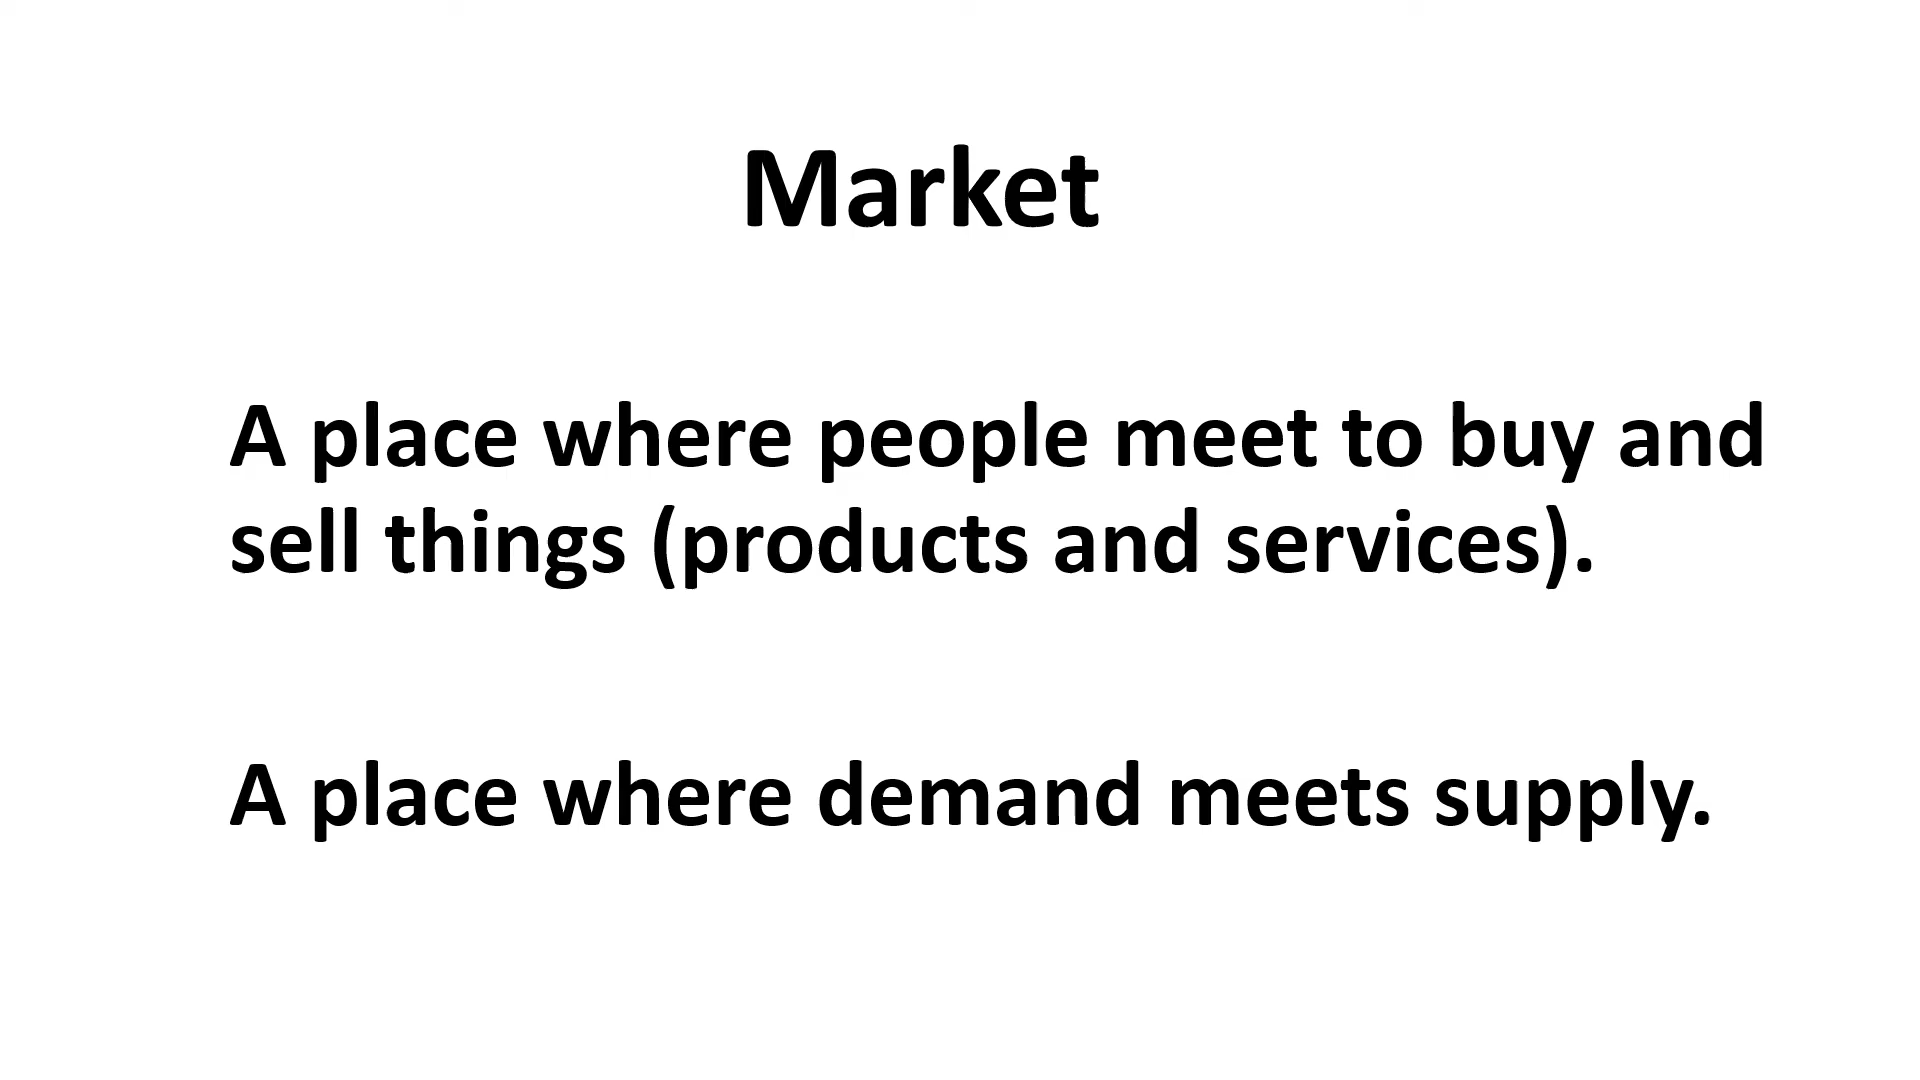 Market
A place where people meet to buy and
sell things (products and services).
A place where demand meets supply.